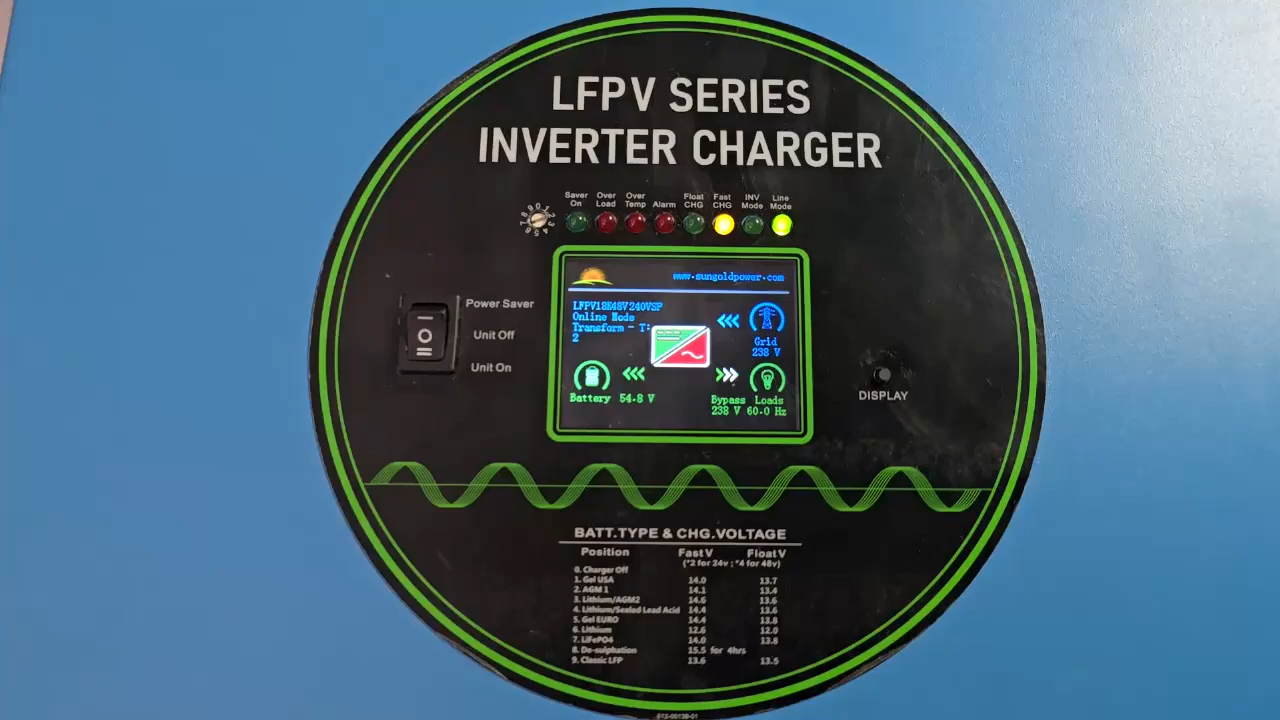 LFPV SERIES
INVERTER CHARGER
Saver On
Over Load
Over Temp
Alarm
Float CHG
Fast CHG
INV Mode
Line Mode
www.sungoldpower.com
LFPV18K48V240VSP
Online Mode
Transform - T:
2
Grid
238 V
Battery 54.8 V
Bypass Loads
238 V 60.0 Hz
Power Saver
Unit Off
Unit On
DISPLAY
BATT.TYPE & CHG.VOLTAGE
Position Fast V Float V
(*2 for 24v ; *4 for 48v)
0. Charger Off
1. Gel USA 14.0 13.7
2. AGM 1 14.1 13.4
3. Lithium/AGM2 14.6 13.6
4. Lithium/Sealed Lead Acid 14.4 13.6
5. Gel EURO 14.4 13.8
6. Lithium 12.6 12.0
7. LiFePO4 14.0 13.8
8. De-sulphation 15.5 for 4hrs
9. Classic LFP 13.6 13.5